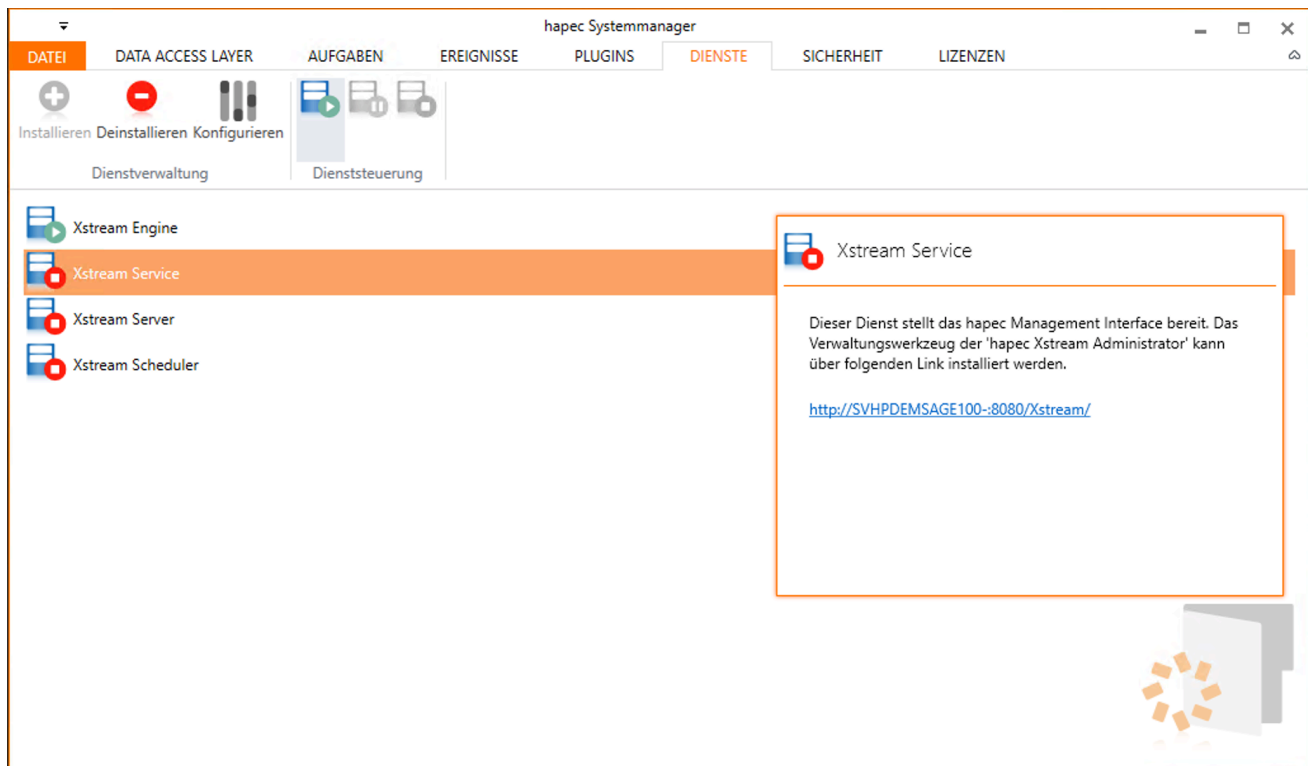 hapec Systemmanager
DATEI DATA ACCESS LAYER AUFGABEN EREIGNISSE PLUGINS DIENSTE SICHERHEIT LIZENZEN
Installieren Deinstallieren Konfigurieren
Dienstverwaltung Dienststeuerung
Xstream Engine
Xstream Service
Xstream Server
Xstream Scheduler
Xstream Service
Dieser Dienst stellt das hapec Management Interface bereit. Das
Verwaltungswerkzeug der 'hapec Xstream Administrator' kann
über folgenden Link installiert werden.
http://SVHPDEMSAGE100-:8080/Xstream/